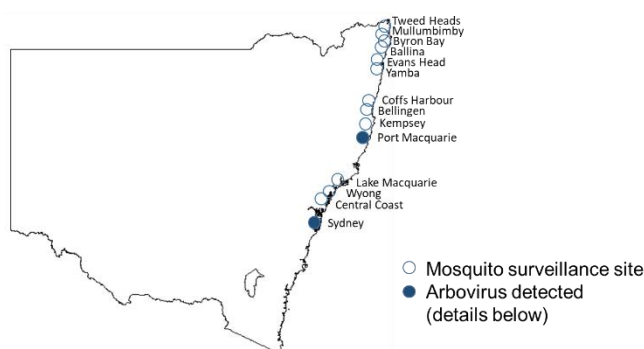 Tweed Heads
Mullumbimby
Byron Bay
Ballina
Evans Head
Yamba
Coffs Harbour
Bellingen
Kempsey
Port Macquarie
Lake Macquarie
Wyong
Central Coast
Sydney
Mosquito surveillance site
Arbovirus detected
(details below)